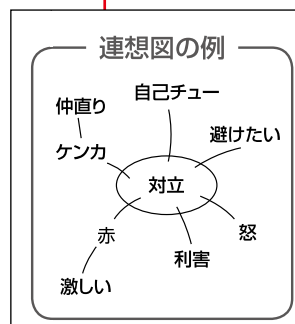 連想図の例
自己チュー
仲直り
避けたい
ケンカ
対立
赤
怒
利害
激しい